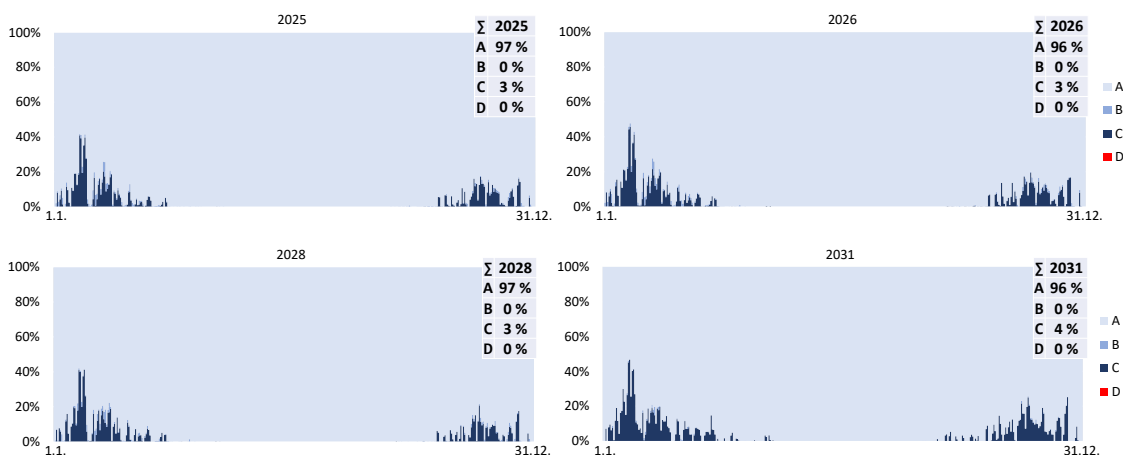 2025
∑ 2025
A 97 %
B 0 %
C 3 %
D 0 %
100%
80%
60%
40%
20%
0%
1.1.
31.12.
2026
∑ 2026
A 96 %
B 0 %
C 3 %
D 0 %
100%
80%
60%
40%
20%
0%
1.1.
31.12.
A
B
C
D
2028
∑ 2028
A 97 %
B 0 %
C 3 %
D 0 %
100%
80%
60%
40%
20%
0%
1.1.
31.12.
2031
∑ 2031
A 96 %
B 0 %
C 4 %
D 0 %
100%
80%
60%
40%
20%
0%
1.1.
31.12.
A
B
C
D